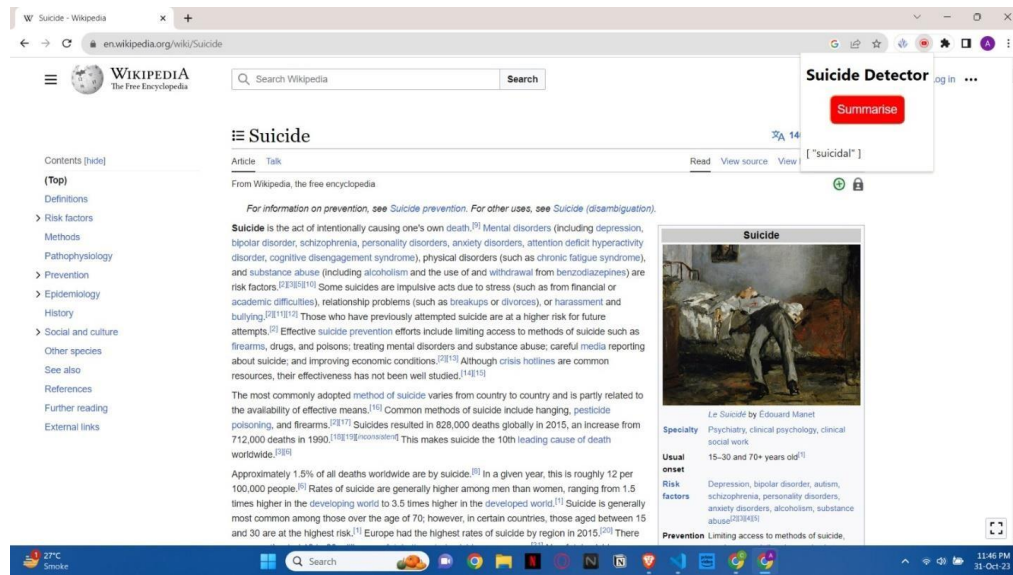 W Suicide - Wikipedia
en.wikipedia.org/wiki/Suicide
A
WIKIPEDIA
The Free Encyclopedia
Search Wikipedia
Search
Log in
Suicide Detector
Summarise
[ "suicidal" ]
Contents [hide]
(Top)
Definitions
Risk factors
Methods
Pathophysiology
Prevention
Epidemiology
History
Social and culture
Other species
See also
References
Further reading
External links
Suicide
Article Talk
Read View source View
From Wikipedia, the free encyclopedia
For information on prevention, see Suicide prevention. For other uses, see Suicide (disambiguation).
Suicide is the act of intentionally causing one's own death.[9] Mental disorders (including depression,
bipolar disorder, schizophrenia, personality disorders, anxiety disorders, attention deficit hyperactivity
disorder, cognitive disengagement syndrome), physical disorders (such as chronic fatigue syndrome),
and substance abuse (including alcoholism and the use of and withdrawal from benzodiazepines) are
risk factors.[2][3][5][10] Some suicides are impulsive acts due to stress (such as from financial or
academic difficulties), relationship problems (such as breakups or divorces), or harassment and
bullying.[2][11][12] Those who have previously attempted suicide are at a higher risk for future
attempts.[2] Effective suicide prevention efforts include limiting access to methods of suicide such as
firearms, drugs, and poisons; treating mental disorders and substance abuse; careful media reporting
about suicide; and improving economic conditions.[2][13] Although crisis hotlines are common
resources, their effectiveness has not been well studied.[14][15]
The most commonly adopted method of suicide varies from country to country and is partly related to
the availability of effective means.[16] Common methods of suicide include hanging, pesticide
poisoning, and firearms.[2][17] Suicides resulted in 828,000 deaths globally in 2015, an increase from
712,000 deaths in 1990.[18][19][inconsistent] This makes suicide the 10th leading cause of death
worldwide.[3][6]
Approximately 1.5% of all deaths worldwide are by suicide.[8] In a given year, this is roughly 12 per
100,000 people.[6] Rates of suicide are generally higher among men than women, ranging from 1.5
times higher in the developing world to 3.5 times higher in the developed world.[1] Suicide is generally
most common among those over the age of 70; however, in certain countries, those aged between 15
and 30 are at the highest risk.[1] Europe had the highest rates of suicide by region in 2015.[20] There
Suicide
Le Suicidé by Édouard Manet
Specialty Psychiatry, clinical psychology, clinical
social work
Usual 15–30 and 70+ years old[1]
onset
Risk Depression, bipolar disorder, autism,
factors schizophrenia, personality disorders,
anxiety disorders, alcoholism, substance
abuse[2][3][4][5]
Prevention Limiting access to methods of suicide,
27°C
Smoke
Search
11:46 PM
31-Oct-23